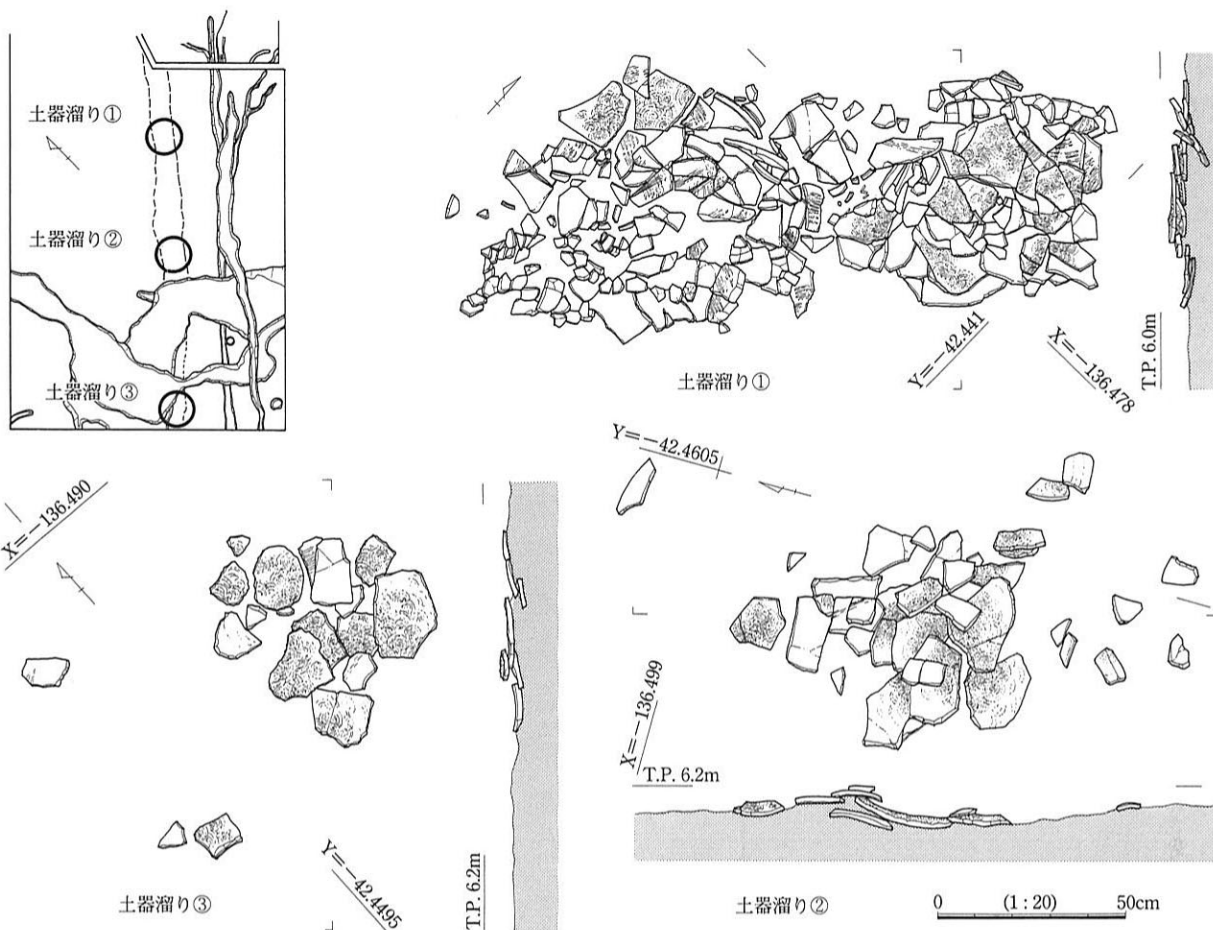 土器溜り①
土器溜り②
土器溜り③
土器溜り①
Y=−42.441
X=−136.478
T.P. 6.0m
X=−136.490
Y=−42.4495
T.P. 6.2m
土器溜り③
Y=−42.4605
X=−136.499
T.P. 6.2m
土器溜り②
0 (1:20) 50cm